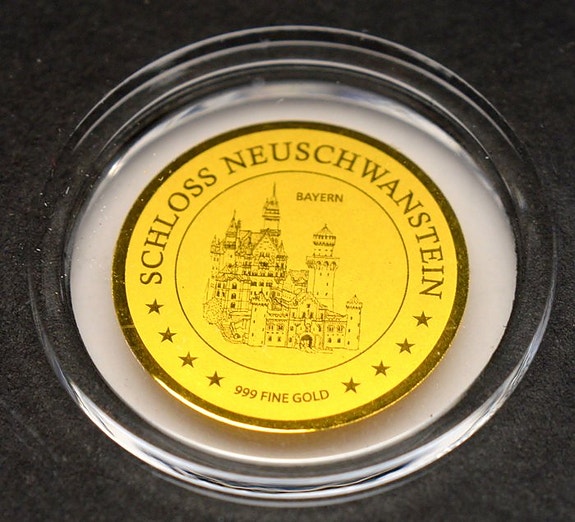 SCHLOSS NEUSCHWANSTEIN
BAYERN
999 FINE GOLD